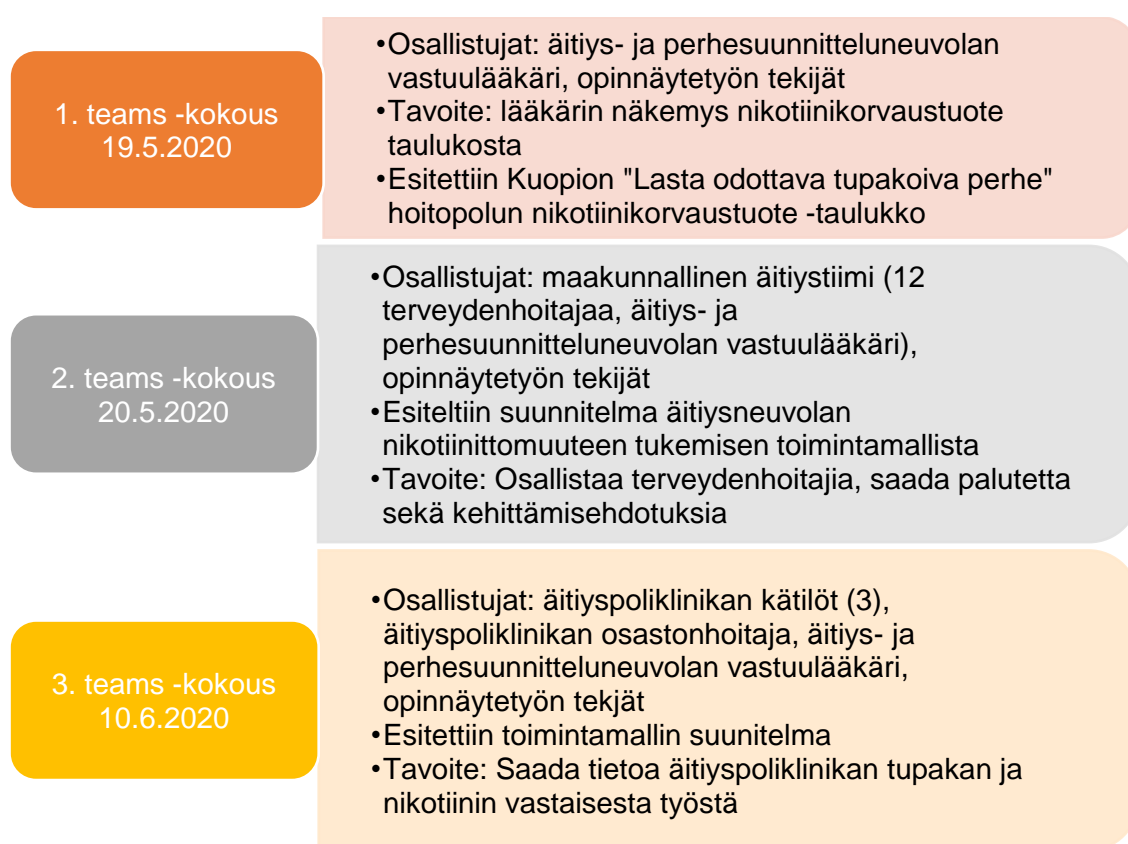 1. teams -kokous
19.5.2020
•Osallistujat: äitiys- ja perhesuunnitteluneuvolan
vastuulääkäri, opinnäytetyön tekijät
•Tavoite: lääkärin näkemys nikotiinikorvaustuote
taulukosta
•Esitettiin Kuopion "Lasta odottava tupakoiva perhe"
hoitopolun nikotiinikorvaustuote -taulukko
2. teams -kokous
20.5.2020
•Osallistujat: maakunnallinen äitiystiimi (12
terveydenhoitajaa, äitiys- ja
perhesuunnitteluneuvolan vastuulääkäri),
opinnäytetyön tekijät
•Esiteltiin suunnitelma äitiysneuvolan
nikotiinittomuuteen tukemisen toimintamallista
•Tavoite: Osallistaa terveydenhoitajia, saada palutetta
sekä kehittämisehdotuksia
3. teams -kokous
10.6.2020
•Osallistujat: äitiyspoliklinikan kätilöt (3),
äitiyspoliklinikan osastonhoitaja, äitiys- ja
perhesuunnitteluneuvolan vastuulääkäri,
opinnäytetyön tekjät
•Esitettiin toimintamallin suunitelma
•Tavoite: Saada tietoa äitiyspoliklinikan tupakan ja
nikotiinin vastaisesta työstä